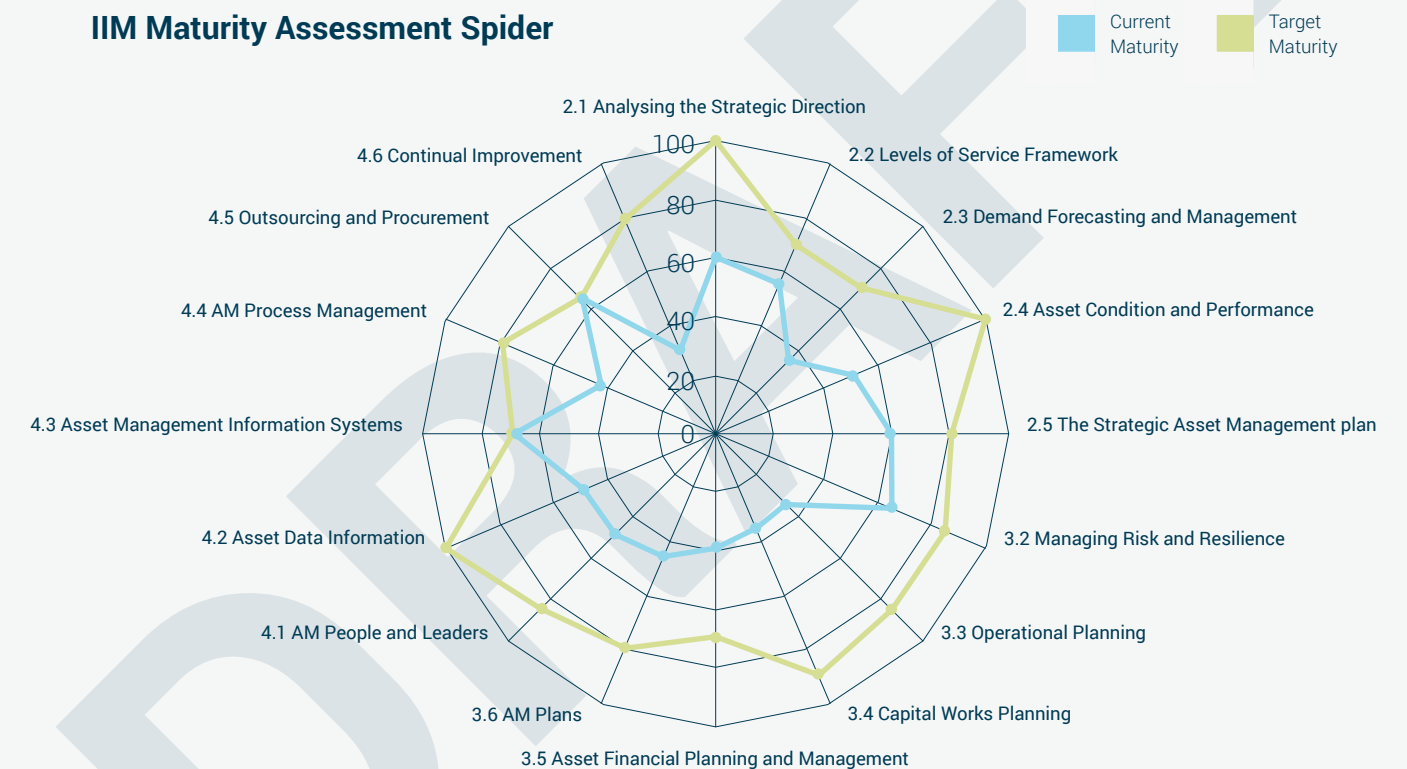 IIM Maturity Assessment Spider
Current
Maturity
Target
Maturity
2.1 Analysing the Strategic Direction
4.6 Continual Improvement
2.2 Levels of Service Framework
4.5 Outsourcing and Procurement
2.3 Demand Forecasting and Management
4.4 AM Process Management
2.4 Asset Condition and Performance
4.3 Asset Management Information Systems
2.5 The Strategic Asset Management plan
4.2 Asset Data Information
3.2 Managing Risk and Resilience
4.1 AM People and Leaders
3.3 Operational Planning
3.6 AM Plans
3.4 Capital Works Planning
3.5 Asset Financial Planning and Management
100
80
60
40
20
0
DRAF